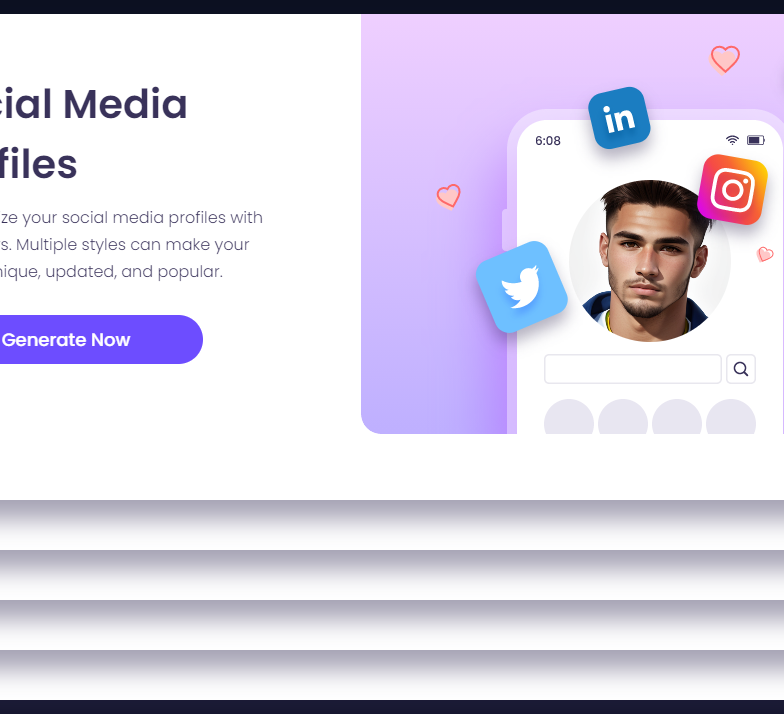 cial Media
files
ze your social media profiles with
s. Multiple styles can make your
nique, updated, and popular.
Generate Now
6:08
in